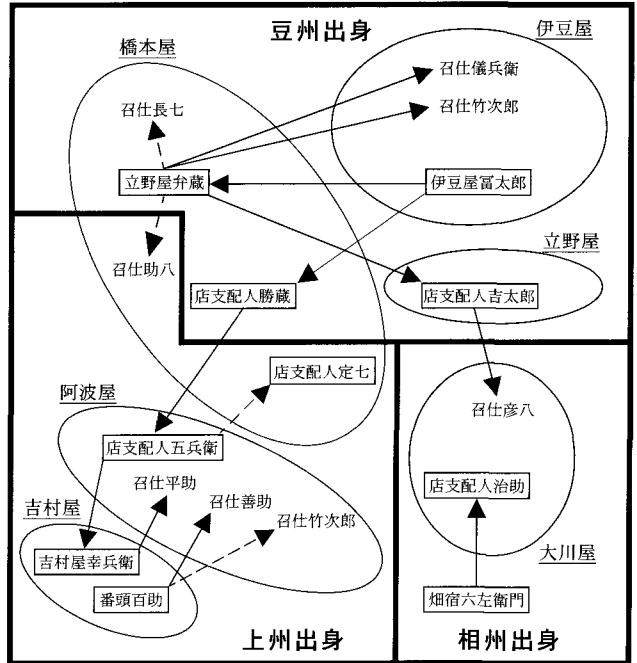 豆州出身
伊豆屋
橋本屋
召仕儀兵衛
召仕長七
召仕竹次郎
立野屋弁蔵
伊豆屋冨太郎
立野屋
召仕助八
店支配人勝蔵
店支配人吉太郎
店支配人定七
阿波屋
召仕彦八
店支配人五兵衛
召仕平助
店支配人治助
召仕善助
吉村屋
召仕竹次郎
大川屋
吉村屋幸兵衛
番頭百助
畑宿六左衛門
上州出身
相州出身